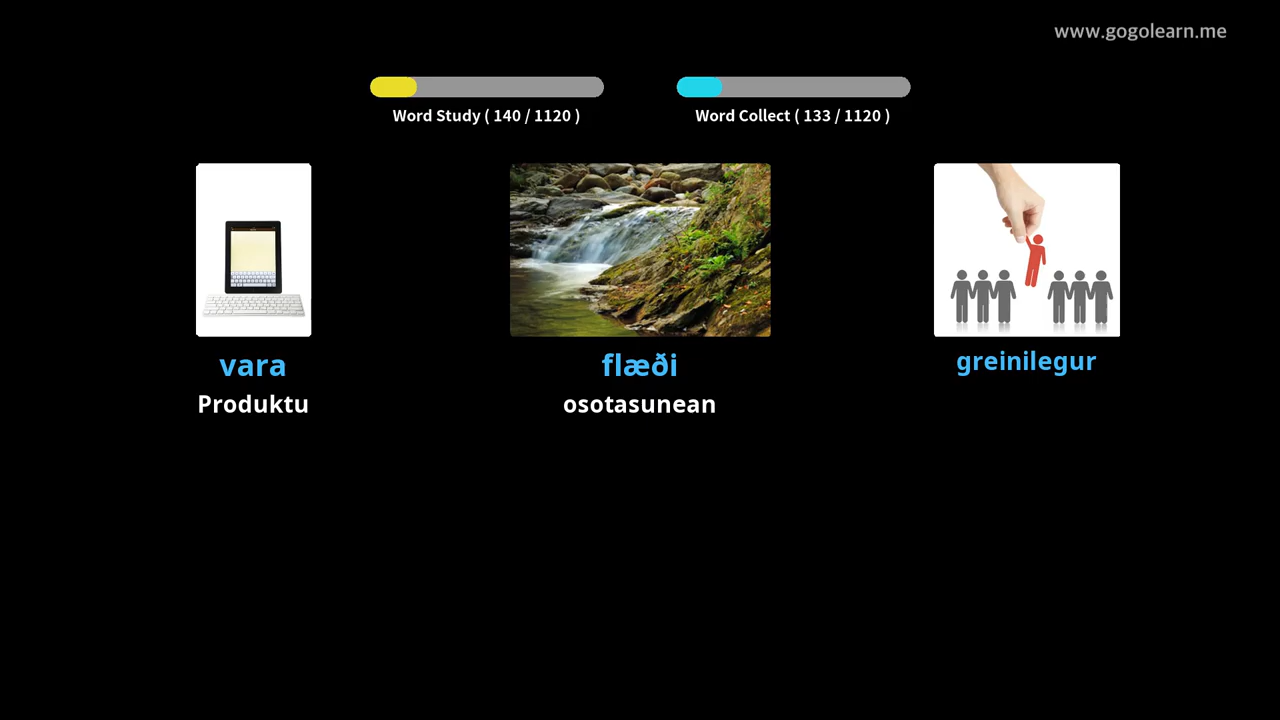 www.gogolearn.me
Word Study ( 140 / 1120 )
Word Collect ( 133 / 1120 )
vara
flæði
greinilegur
Produktu
osotasunean